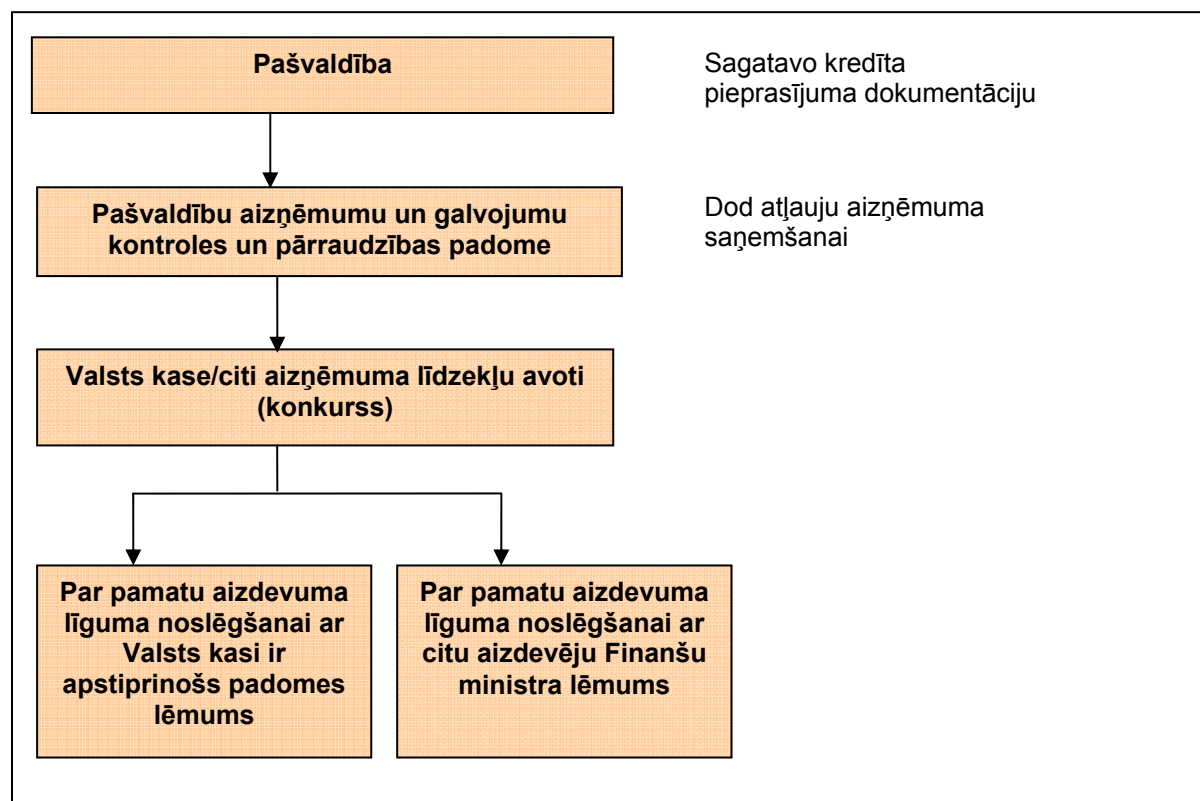 Pašvaldība
Sagatavo kredīta
pieprasījuma dokumentāciju
Pašvaldību aizņēmumu un galvojumu
kontroles un pārraudzības padome
Dod atļauju aizņēmuma
saņemšanai
Valsts kase/citi aizņēmuma līdzekļu avoti
(konkurss)
Par pamatu aizdevuma
līguma noslēgšanai ar
Valsts kasi ir
apstiprinošs padomes
lēmums
Par pamatu aizdevuma
līguma noslēgšanai ar
citu aizdevēju Finanšu
ministra lēmums